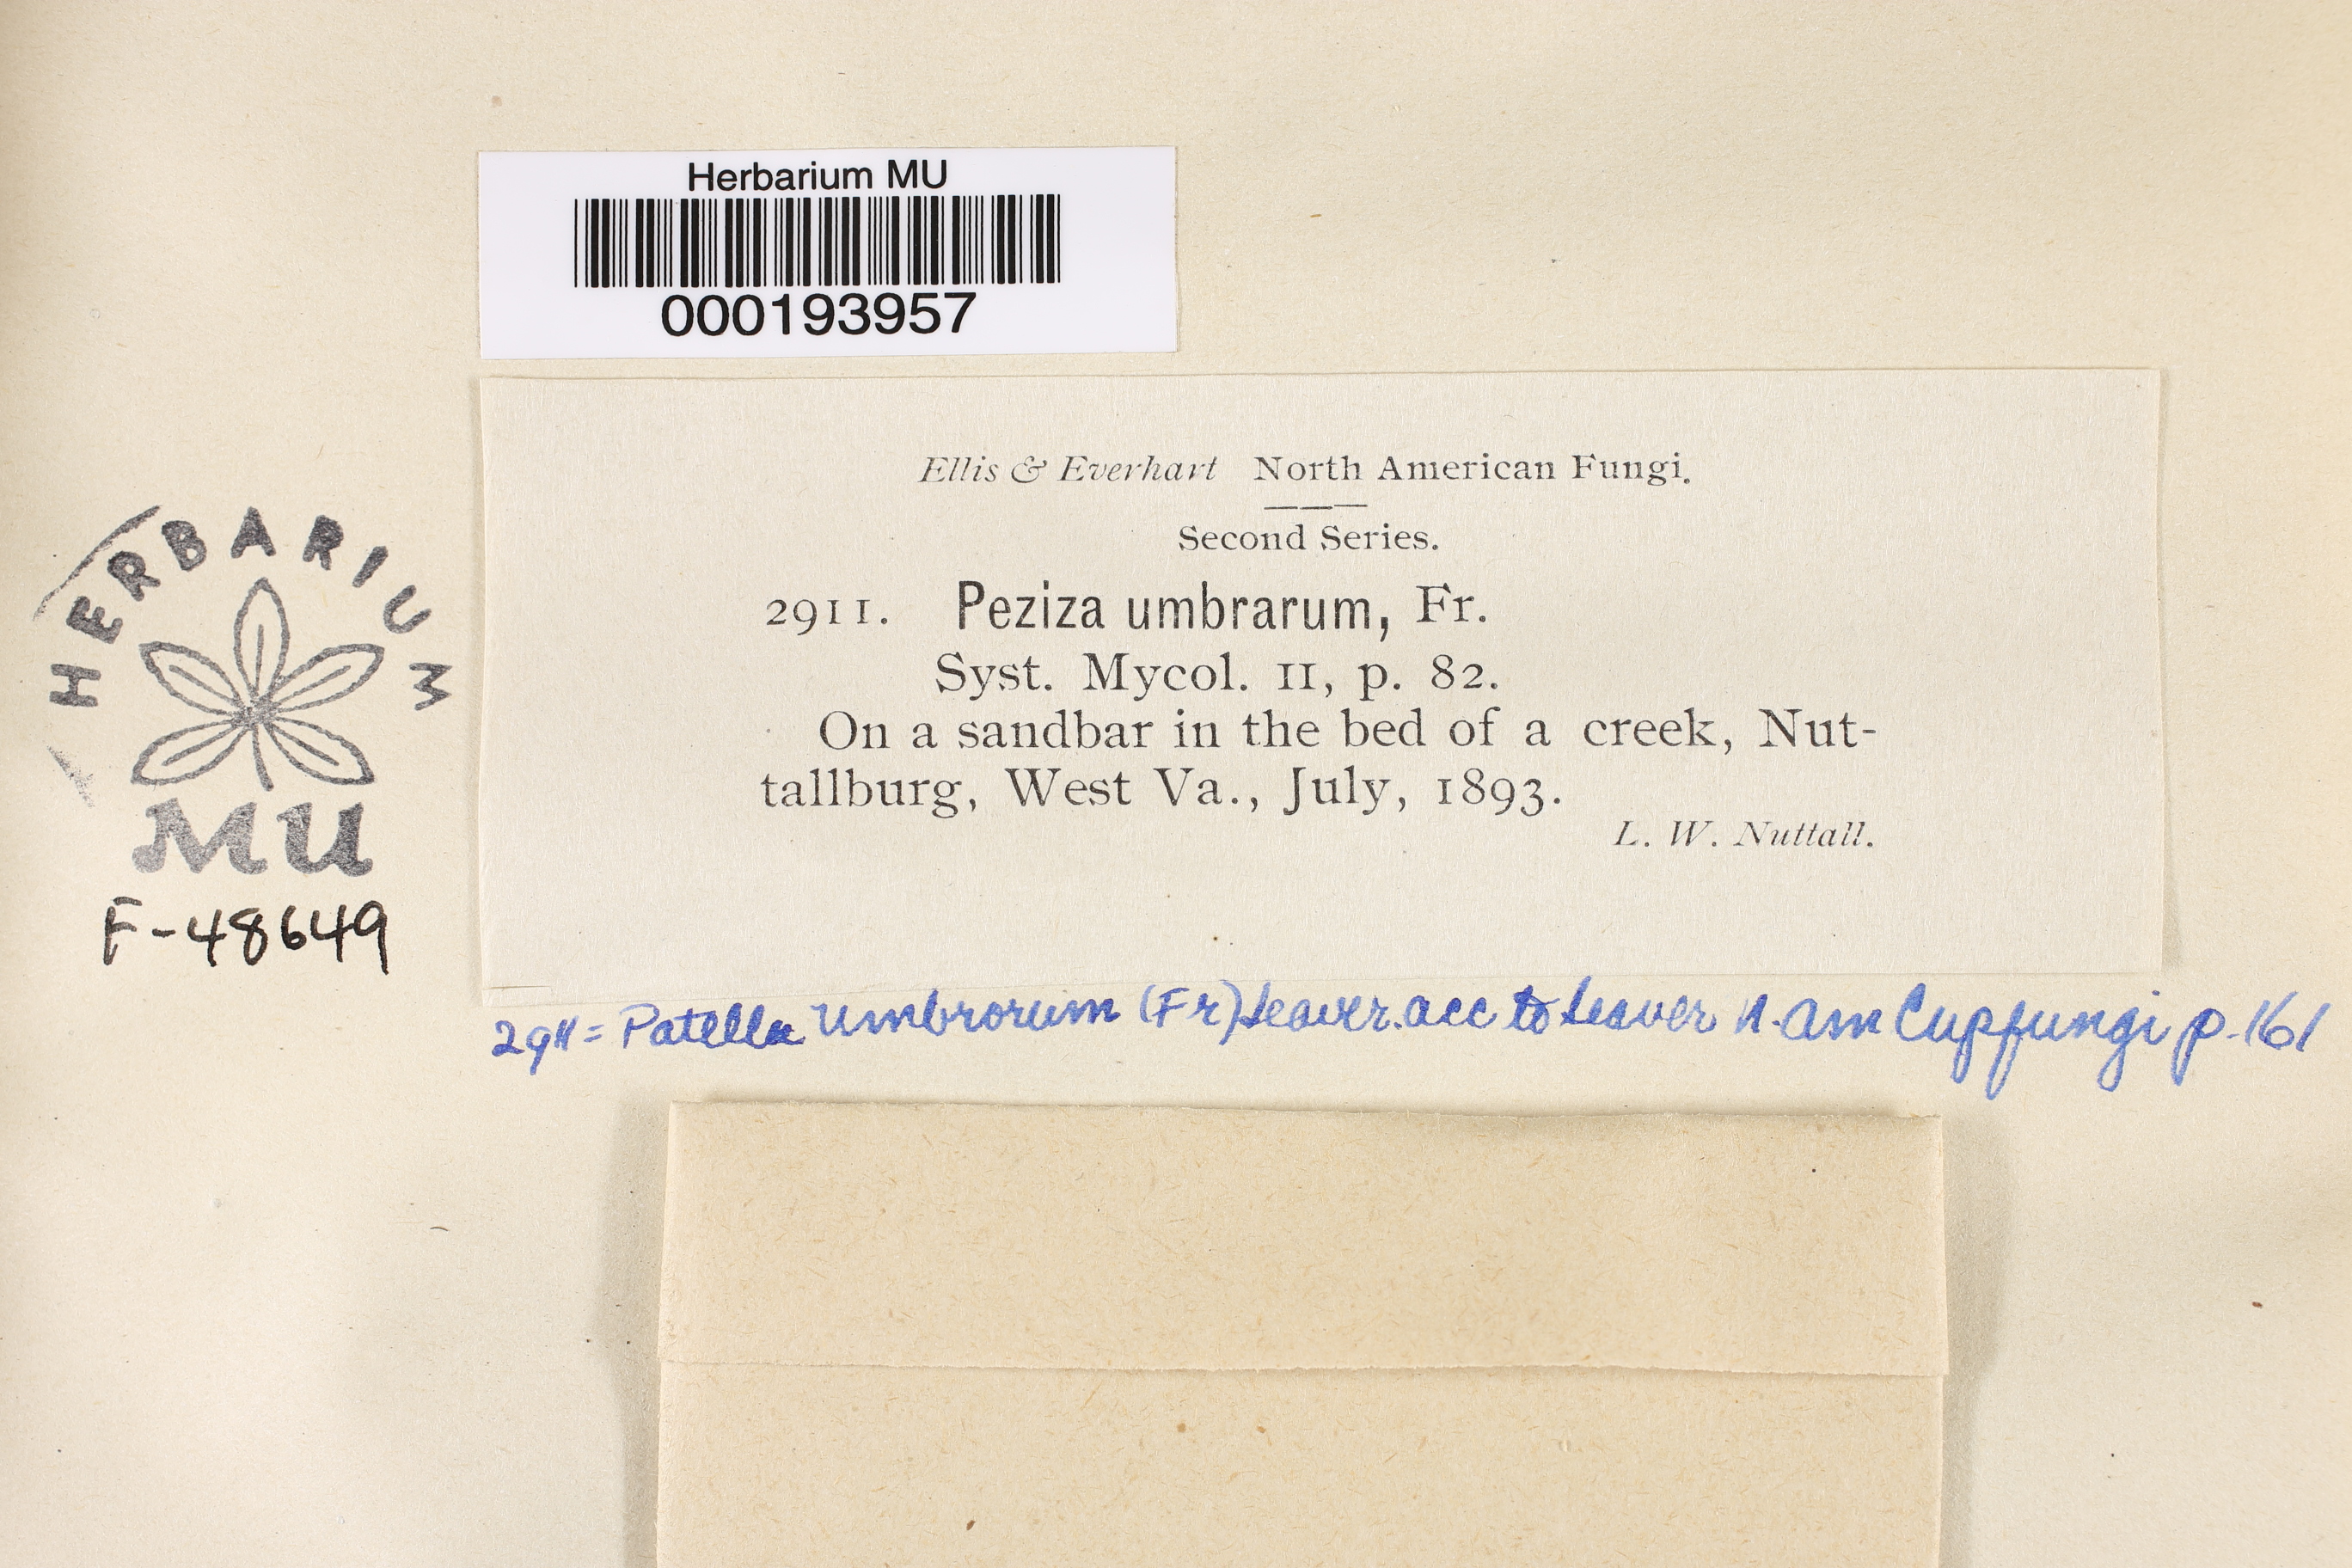 Herbarium MU
000193957
Ellis & Everhart North American Fungi.
Second Series.
2911. Peziza umbrarum, Fr.
Syst. Mycol. II, p. 82.
On a sandbar in the bed of a creek, Nut-
tallburg, West Va., July, 1893.
L. W. Nuttall.
HERBARIUM
MU
F-48649
2911 = Patella umbrorum (Fr) Seaver. acc to Seaver N. Am Cupfungi p. 161